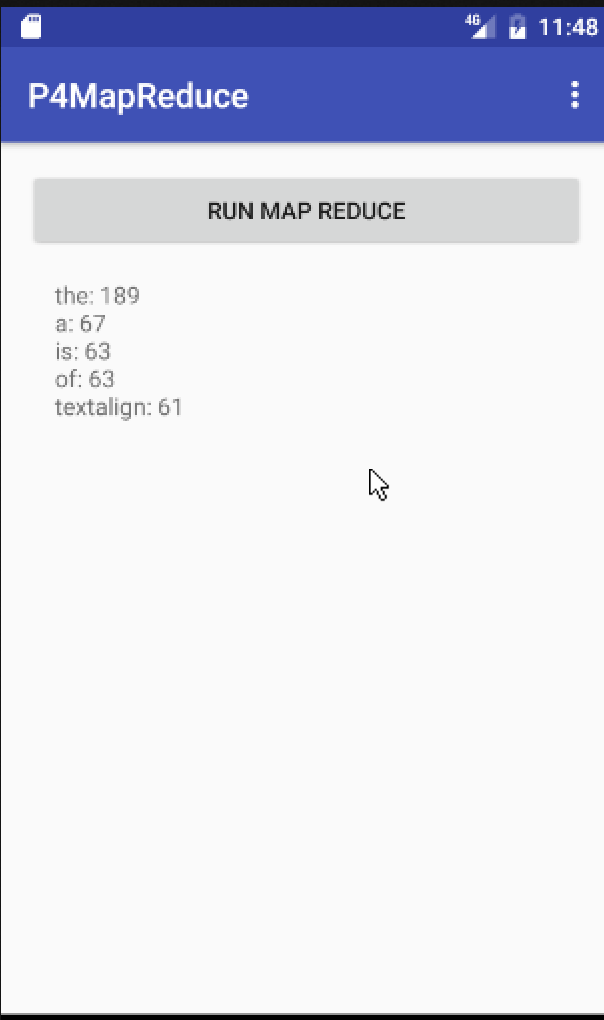 4G 11:48
P4MapReduce
RUN MAP REDUCE
the: 189
a: 67
is: 63
of: 63
textalign: 61